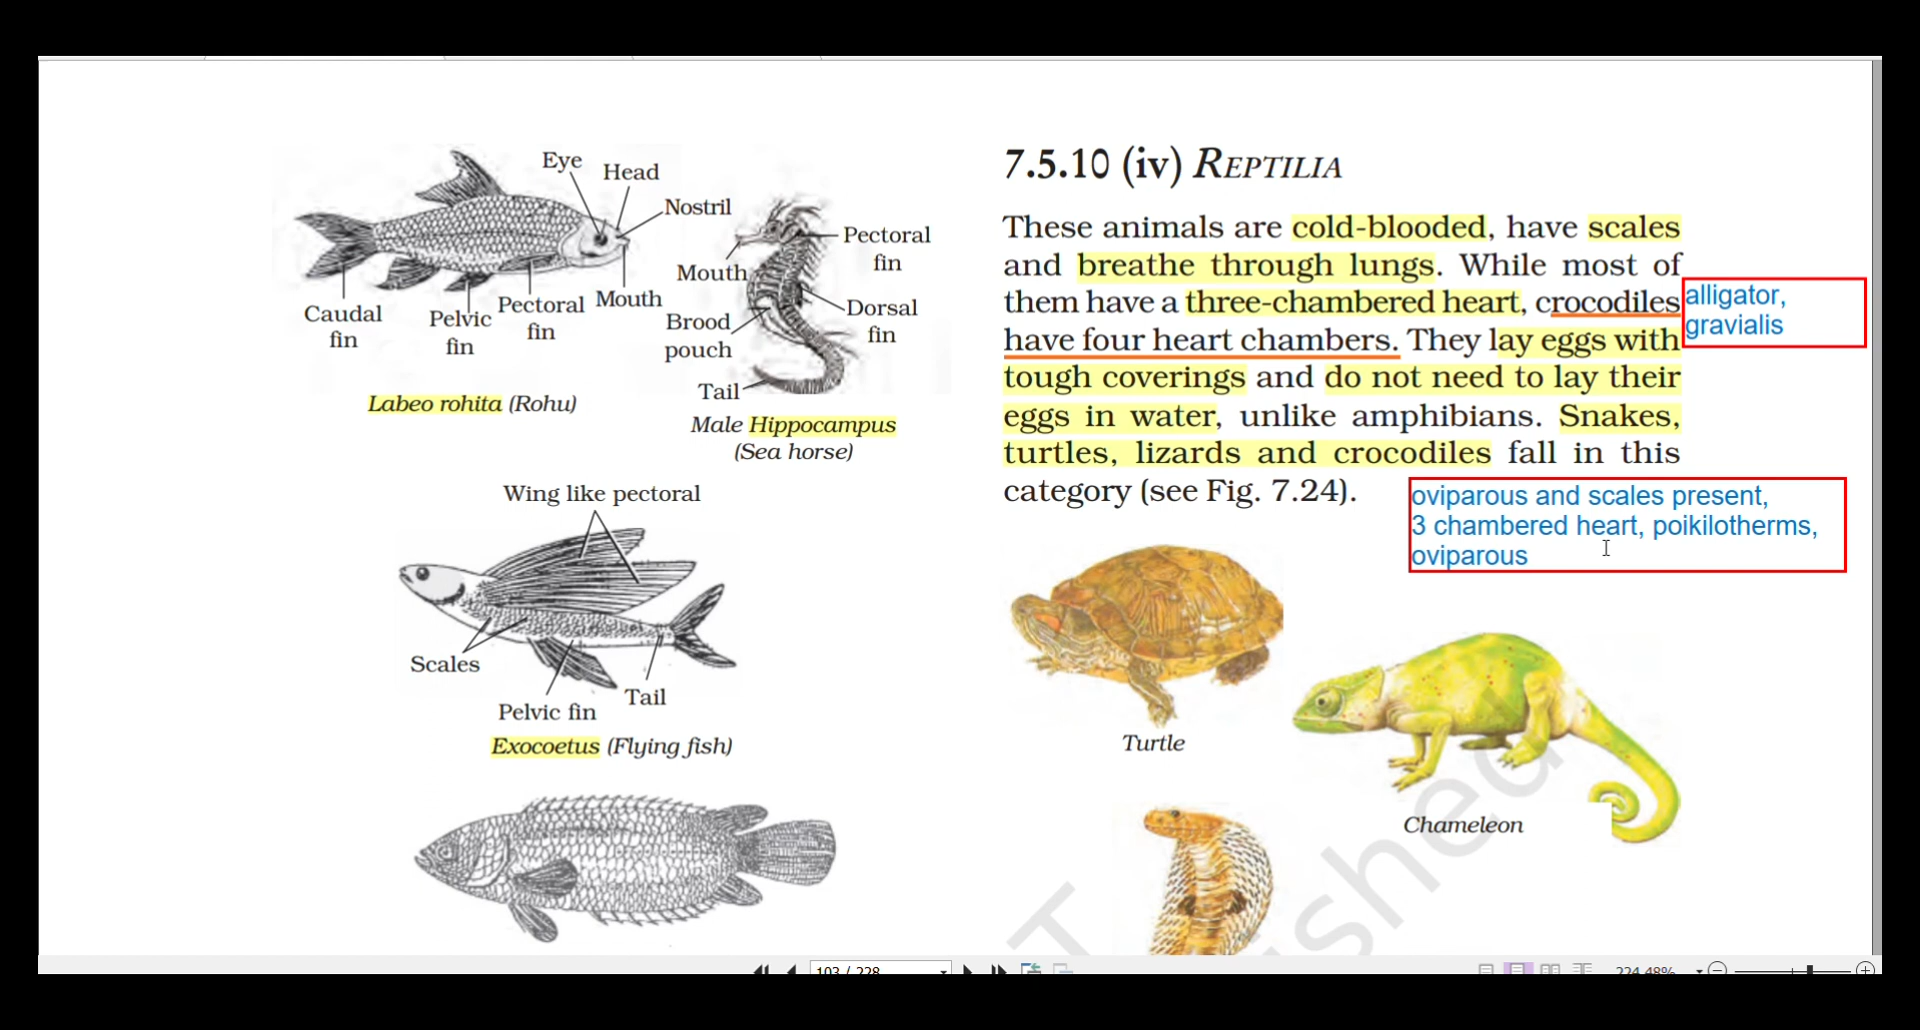 Eye
Head
Nostril
Caudal
fin
Pelvic
fin
Pectoral
fin
Mouth
Labeo rohita (Rohu)
Pectoral
fin
Mouth
Dorsal
fin
Brood
pouch
Tail
Male Hippocampus
(Sea horse)
Wing like pectoral
Scales
Pelvic fin
Tail
Exocoetus (Flying fish)
7.5.10 (iv) REPTILIA
These animals are cold-blooded, have scales
and breathe through lungs. While most of
them have a three-chambered heart, crocodiles
have four heart chambers. They lay eggs with
tough coverings and do not need to lay their
eggs in water, unlike amphibians. Snakes,
turtles, lizards and crocodiles fall in this
category (see Fig. 7.24).
alligator,
gravialis
oviparous and scales present,
3 chambered heart, poikilotherms,
oviparous
Turtle
Chameleon
103 / 228
224.48%